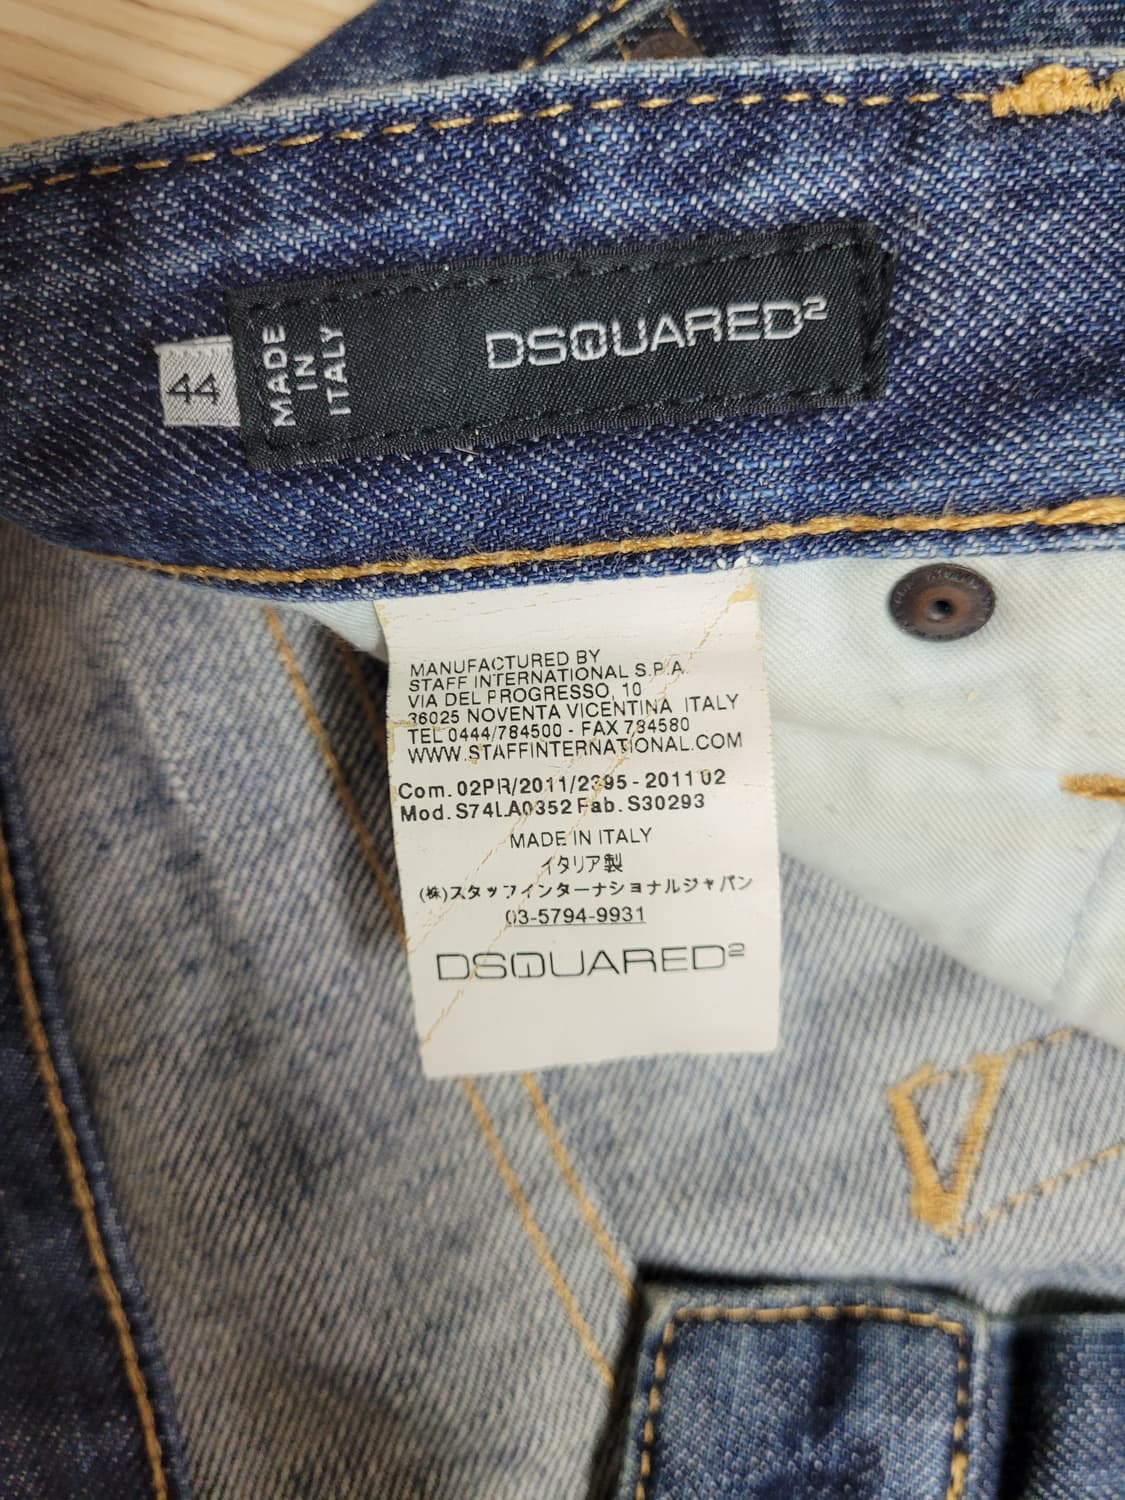 DSQUARED²
MADE
IN
ITALY
44
MANUFACTURED BY
STAFF INTERNATIONAL S.P.A.
VIA DEL PROGRESSO, 10
36025 NOVENTA VICENTINA ITALY
TEL 0444/784500 - FAX 784580
WWW.STAFFINTERNATIONAL.COM
Com. 02PR/2011/2395 - 2011 02
Mod. S74LA0352 Fab. S30293
MADE IN ITALY
イタリア製
(株)スタッフインターナショナルジャパン
03-5794-9931
DSQUARED²